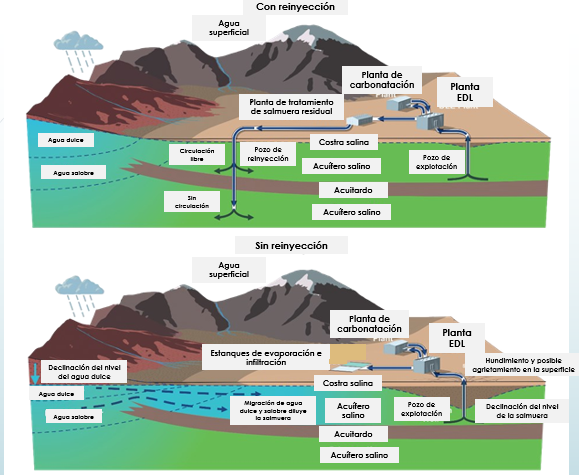 Con reinyección
Agua
superficial
Planta de
carbonatación
Planta
EDL
Planta de tratamiento
de salmuera residual
Costra salina
Agua dulce
Circulación
libre
Pozo de
reinyección
Acuífero salino
Pozo de
explotación
Agua salobre
Acuitardo
Sin
circulación
Acuífero salino
Sin reinyección
Agua
superficial
Planta de
carbonatación
Planta
EDL
Estanques de evaporación e
infiltración
Hundimiento y posible
agrietamiento en la superficie
Declinación del nivel
del agua dulce
Costra salina
Agua dulce
Migración de agua
dulce y salobre diluye
la salmuera
Acuífero
salino
Pozo de
explotación
Declinación del nivel
de la salmuera
Agua salobre
Acuitardo
Acuífero salino